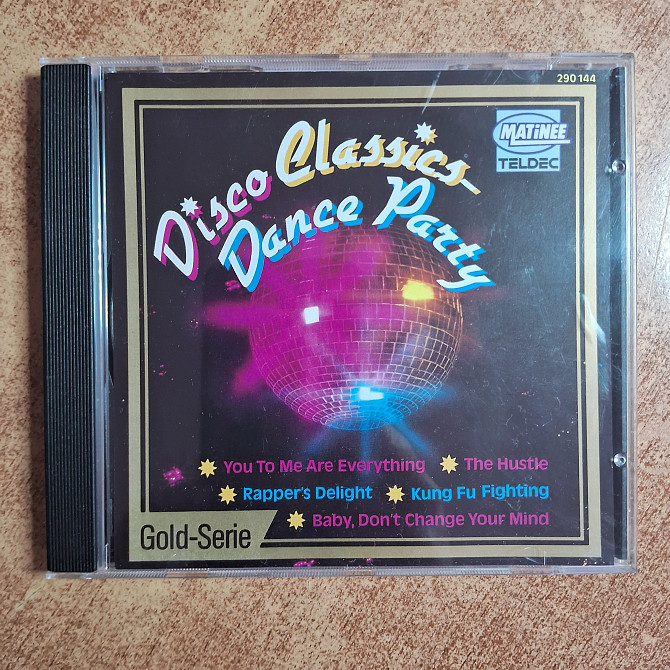 290 144
MATINEE
TELDEC
Disco Classics-
Dance Party
You To Me Are Everything The Hustle
Rapper's Delight Kung Fu Fighting
Baby, Don't Change Your Mind
Gold-Serie